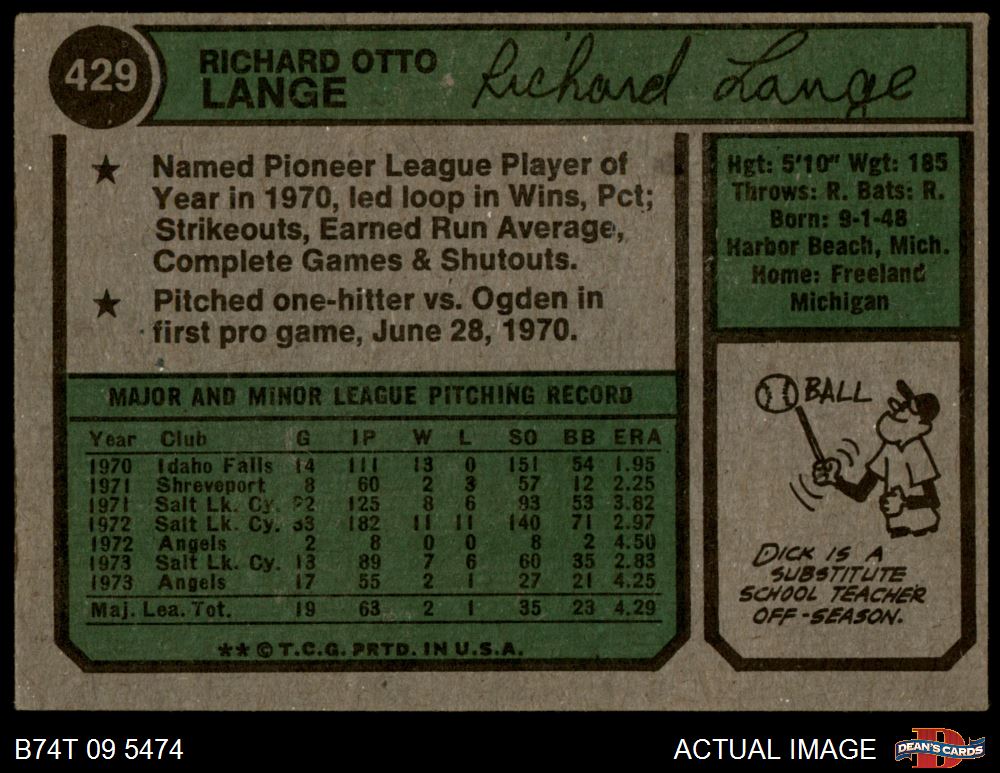 429
RICHARD OTTO
LANGE
Richard Lange
★ Named Pioneer League Player of
Year in 1970, led loop in Wins, Pct;
Strikeouts, Earned Run Average,
Complete Games & Shutouts.
★ Pitched one-hitter vs. Ogden in
first pro game, June 28, 1970.
Hgt: 5'10" Wgt: 185
Throws: R. Bats: R.
Born: 9-1-48
Harbor Beach, Mich.
Home: Freeland
Michigan
MAJOR AND MINOR LEAGUE PITCHING RECORD
Year Club G IP W L SO BB ERA
1970 Idaho Falls 14 111 13 0 151 54 1.95
1971 Shreveport 8 60 2 3 57 12 2.25
1971 Salt Lk. Cy. 22 125 8 6 93 53 3.82
1972 Salt Lk. Cy. 33 182 11 11 140 71 2.97
1972 Angels 2 8 0 0 8 2 4.50
1973 Salt Lk. Cy. 13 89 7 6 60 35 2.83
1973 Angels 17 55 2 1 27 21 4.25
Maj. Lea. Tot. 19 63 2 1 35 23 4.29
**© T.C.G. PRTD. IN U.S.A.
BALL
DICK IS A
SUBSTITUTE
SCHOOL TEACHER
OFF-SEASON.
B74T 09 5474
ACTUAL IMAGE
DEAN'S CARDS